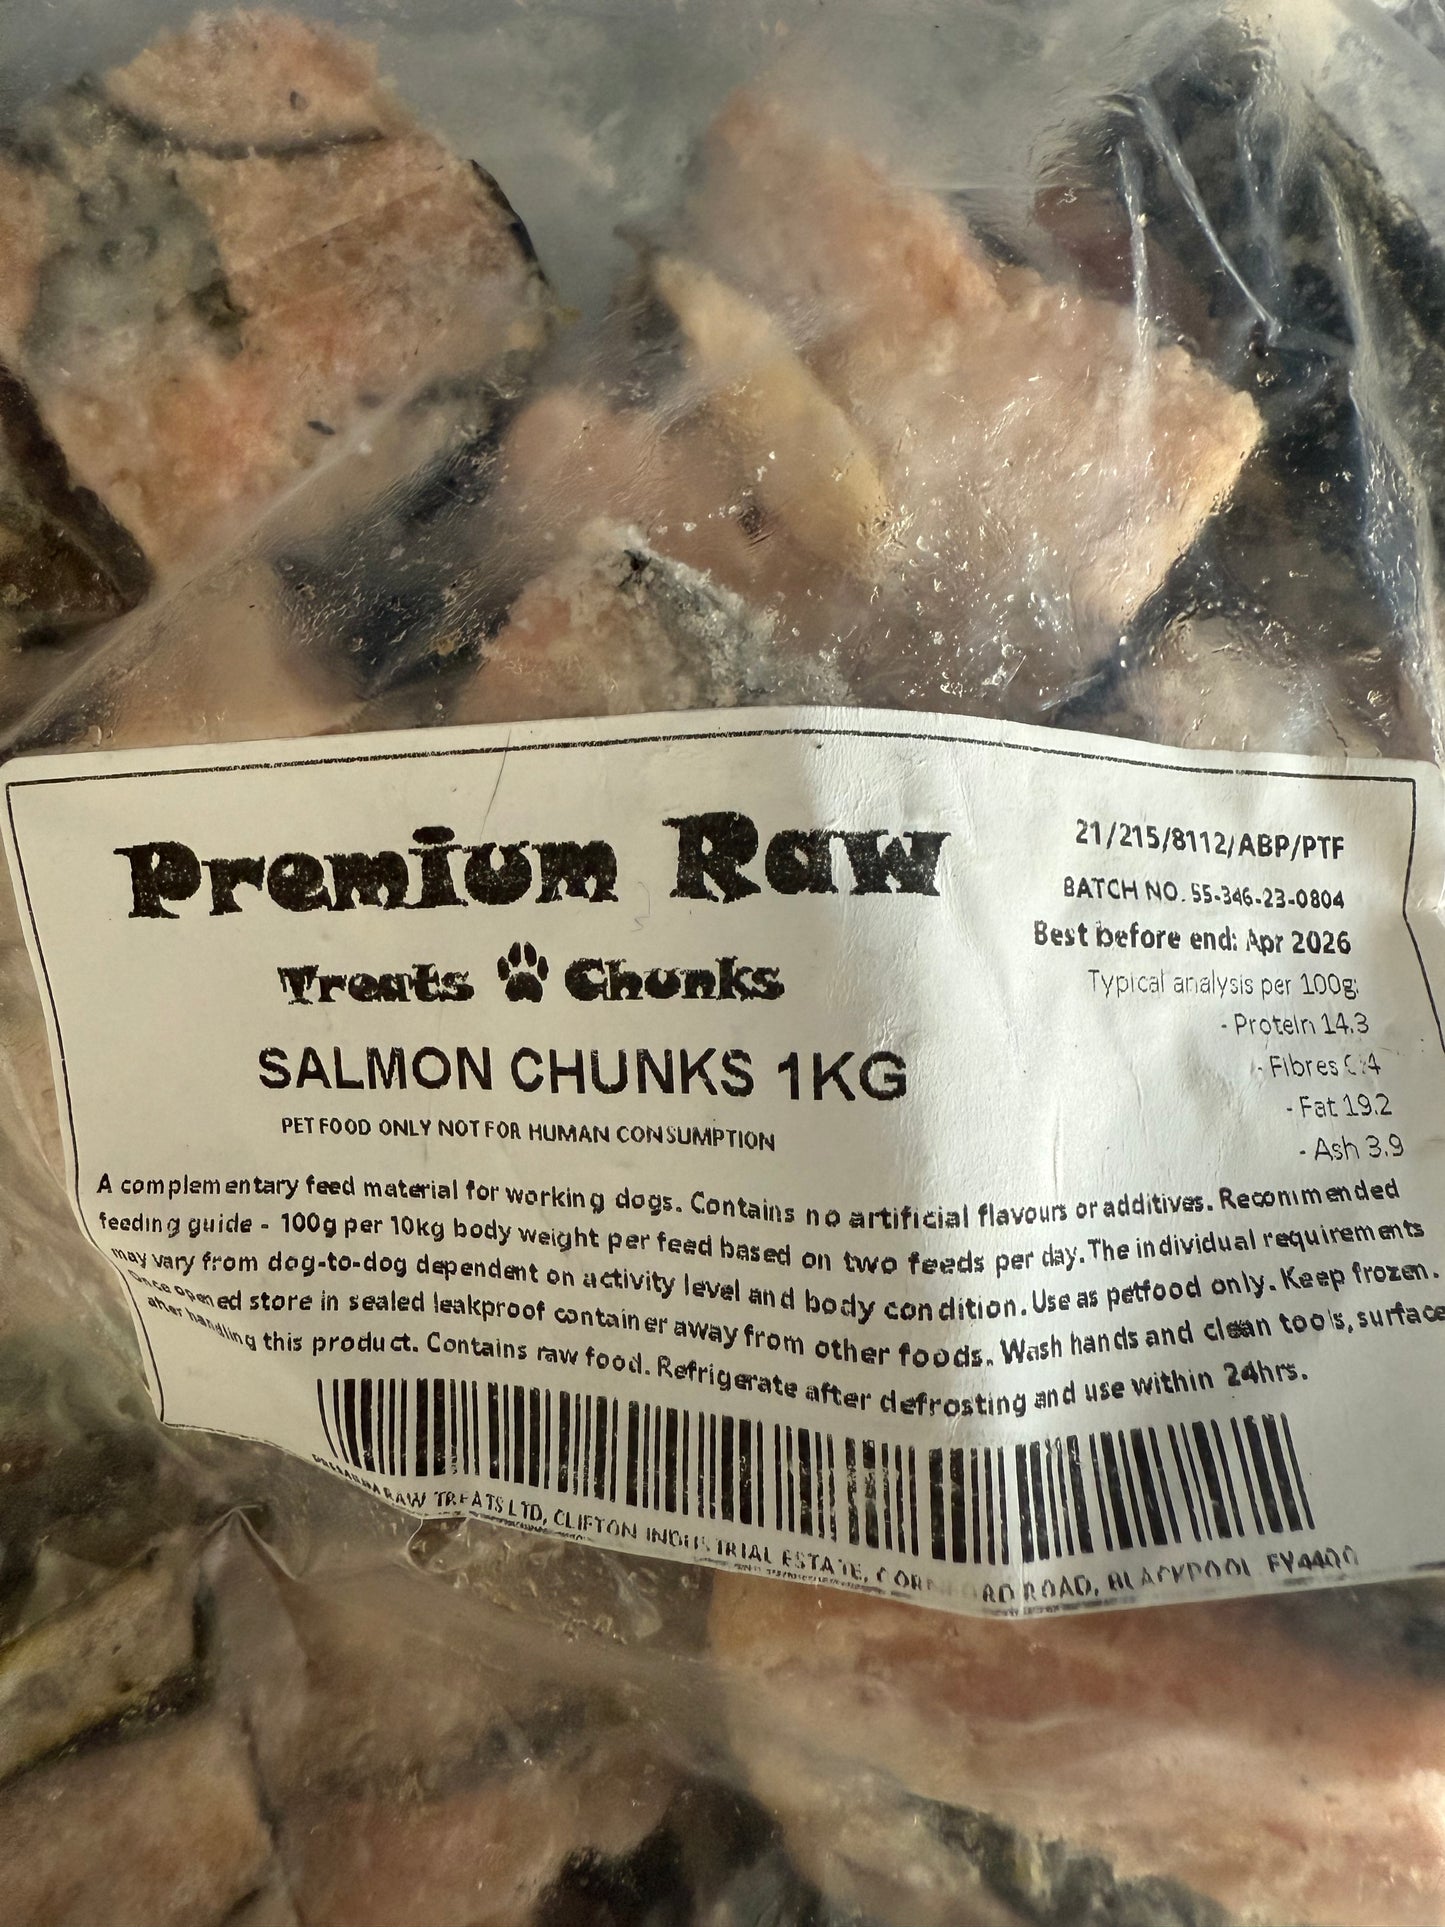 Premium Raw
Treats Chunks
SALMON CHUNKS 1KG
PET FOOD ONLY NOT FOR HUMAN CONSUMPTION
21/215/8112/ABP/PTF
BATCH NO. 55-346-23-0804
Best before end: Apr 2026
Typical analysis per 100g:
- Protein 14.3
- Fibres
- Fat 19.2
- Ash 3.9
A complementary feed material for working dogs. Contains no artificial flavours or additives. Recommended
feeding guide - 100g per 10kg body weight per feed based on two feeds per day. The individual requirements
may vary from dog-to-dog dependent on activity level and body condition. Use as petfood only. Keep frozen.
Once opened store in sealed leakproof container away from other foods. Wash hands and clean tools, surface
after handling this product. Contains raw food. Refrigerate after defrosting and use within 24hrs.
RAW TREATS LTD, CLIFTON INDUSTRIAL ESTATE, ROAD, BLACKPOOL